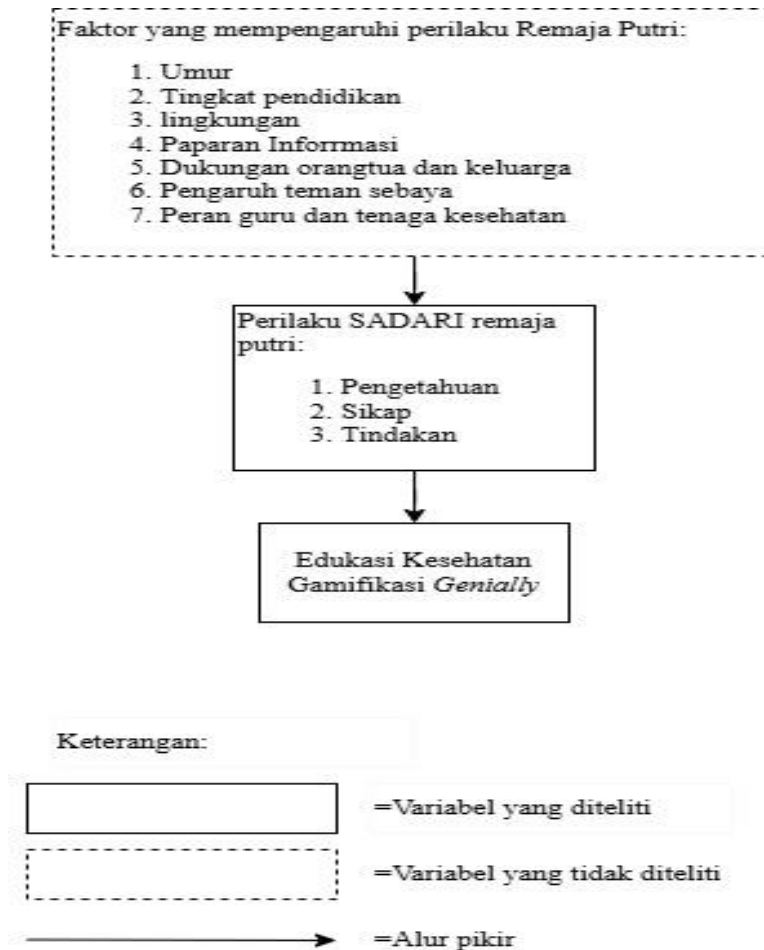 Faktor yang mempengaruhi perilaku Remaja Putri:
1. Umur
2. Tingkat pendidikan
3. lingkungan
4. Paparan Inforrmasi
5. Dukungan orangtua dan keluarga
6. Pengaruh teman sebaya
7. Peran guru dan tenaga kesehatan
Perilaku SADARI remaja
putri:
1. Pengetahuan
2. Sikap
3. Tindakan
Edukasi Kesehatan
Gamifikasi Genially
Keterangan:
=Variabel yang diteliti
=Variabel yang tidak diteliti
=Alur pikir